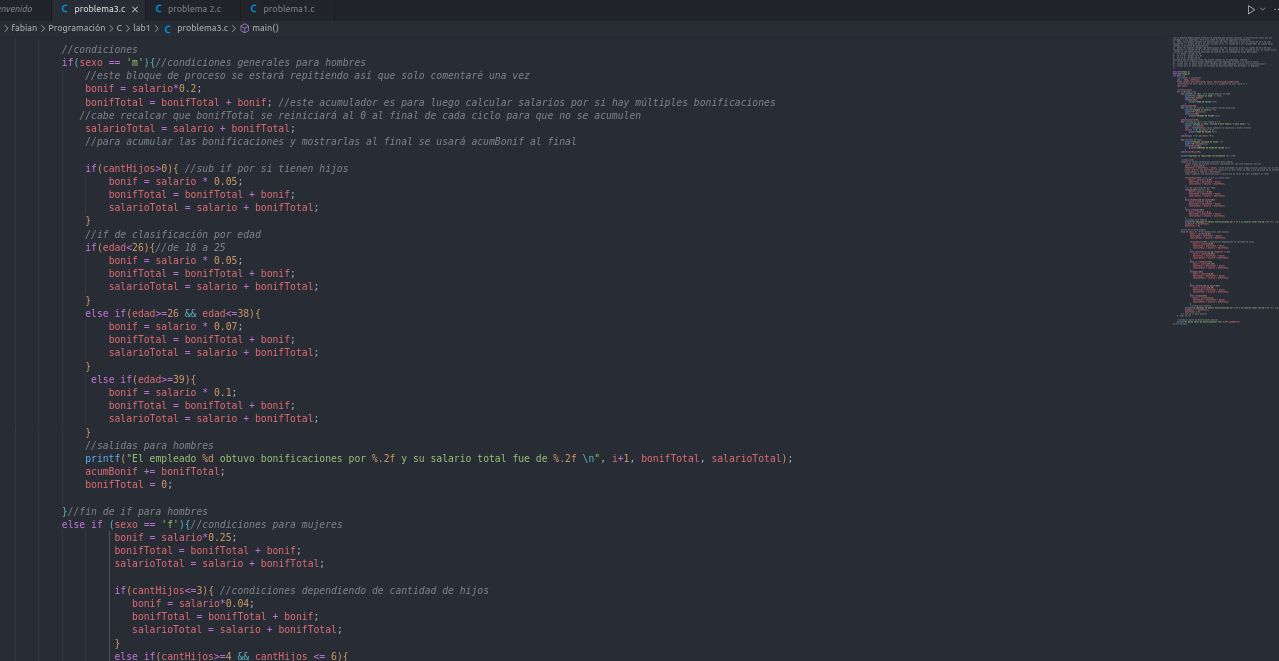 nvenido
C problema3.c ×
C problema 2.c
C problema1.c
> fabian > Programación > C > lab1 > C problema3.c > main()
//condiciones
if(sexo == 'm'){//condiciones generales para hombres
//este bloque de proceso se estará repitiendo así que solo comentaré una vez
bonif = salario*0.2;
bonifTotal = bonifTotal + bonif; //este acumulador es para luego calcular salarios por si hay múltiples bonificaciones
//cabe recalcar que bonifTotal se reiniciará al 0 al final de cada ciclo para que no se acumulen
salarioTotal = salario + bonifTotal;
//para acumular las bonificaciones y mostrarlas al final se usará acumBonif al final
if(cantHijos>0){ //sub if por si tienen hijos
bonif = salario * 0.05;
bonifTotal = bonifTotal + bonif;
salarioTotal = salario + bonifTotal;
}
//if de clasificación por edad
if(edad<26){//de 18 a 25
bonif = salario * 0.05;
bonifTotal = bonifTotal + bonif;
salarioTotal = salario + bonifTotal;
}
else if(edad>=26 && edad<=38){
bonif = salario * 0.07;
bonifTotal = bonifTotal + bonif;
salarioTotal = salario + bonifTotal;
}
else if(edad>=39){
bonif = salario * 0.1;
bonifTotal = bonifTotal + bonif;
salarioTotal = salario + bonifTotal;
}
//salidas para hombres
printf("El empleado %d obtuvo bonificaciones por %.2f y su salario total fue de %.2f \n", i+1, bonifTotal, salarioTotal);
acumBonif += bonifTotal;
bonifTotal = 0;
}//fin de if para hombres
else if (sexo == 'f'){//condiciones para mujeres
bonif = salario*0.25;
bonifTotal = bonifTotal + bonif;
salarioTotal = salario + bonifTotal;
if(cantHijos<=3){ //condiciones dependiendo de cantidad de hijos
bonif = salario*0.04;
bonifTotal = bonifTotal + bonif;
salarioTotal = salario + bonifTotal;
}
else if(cantHijos>=4 && cantHijos <= 6){